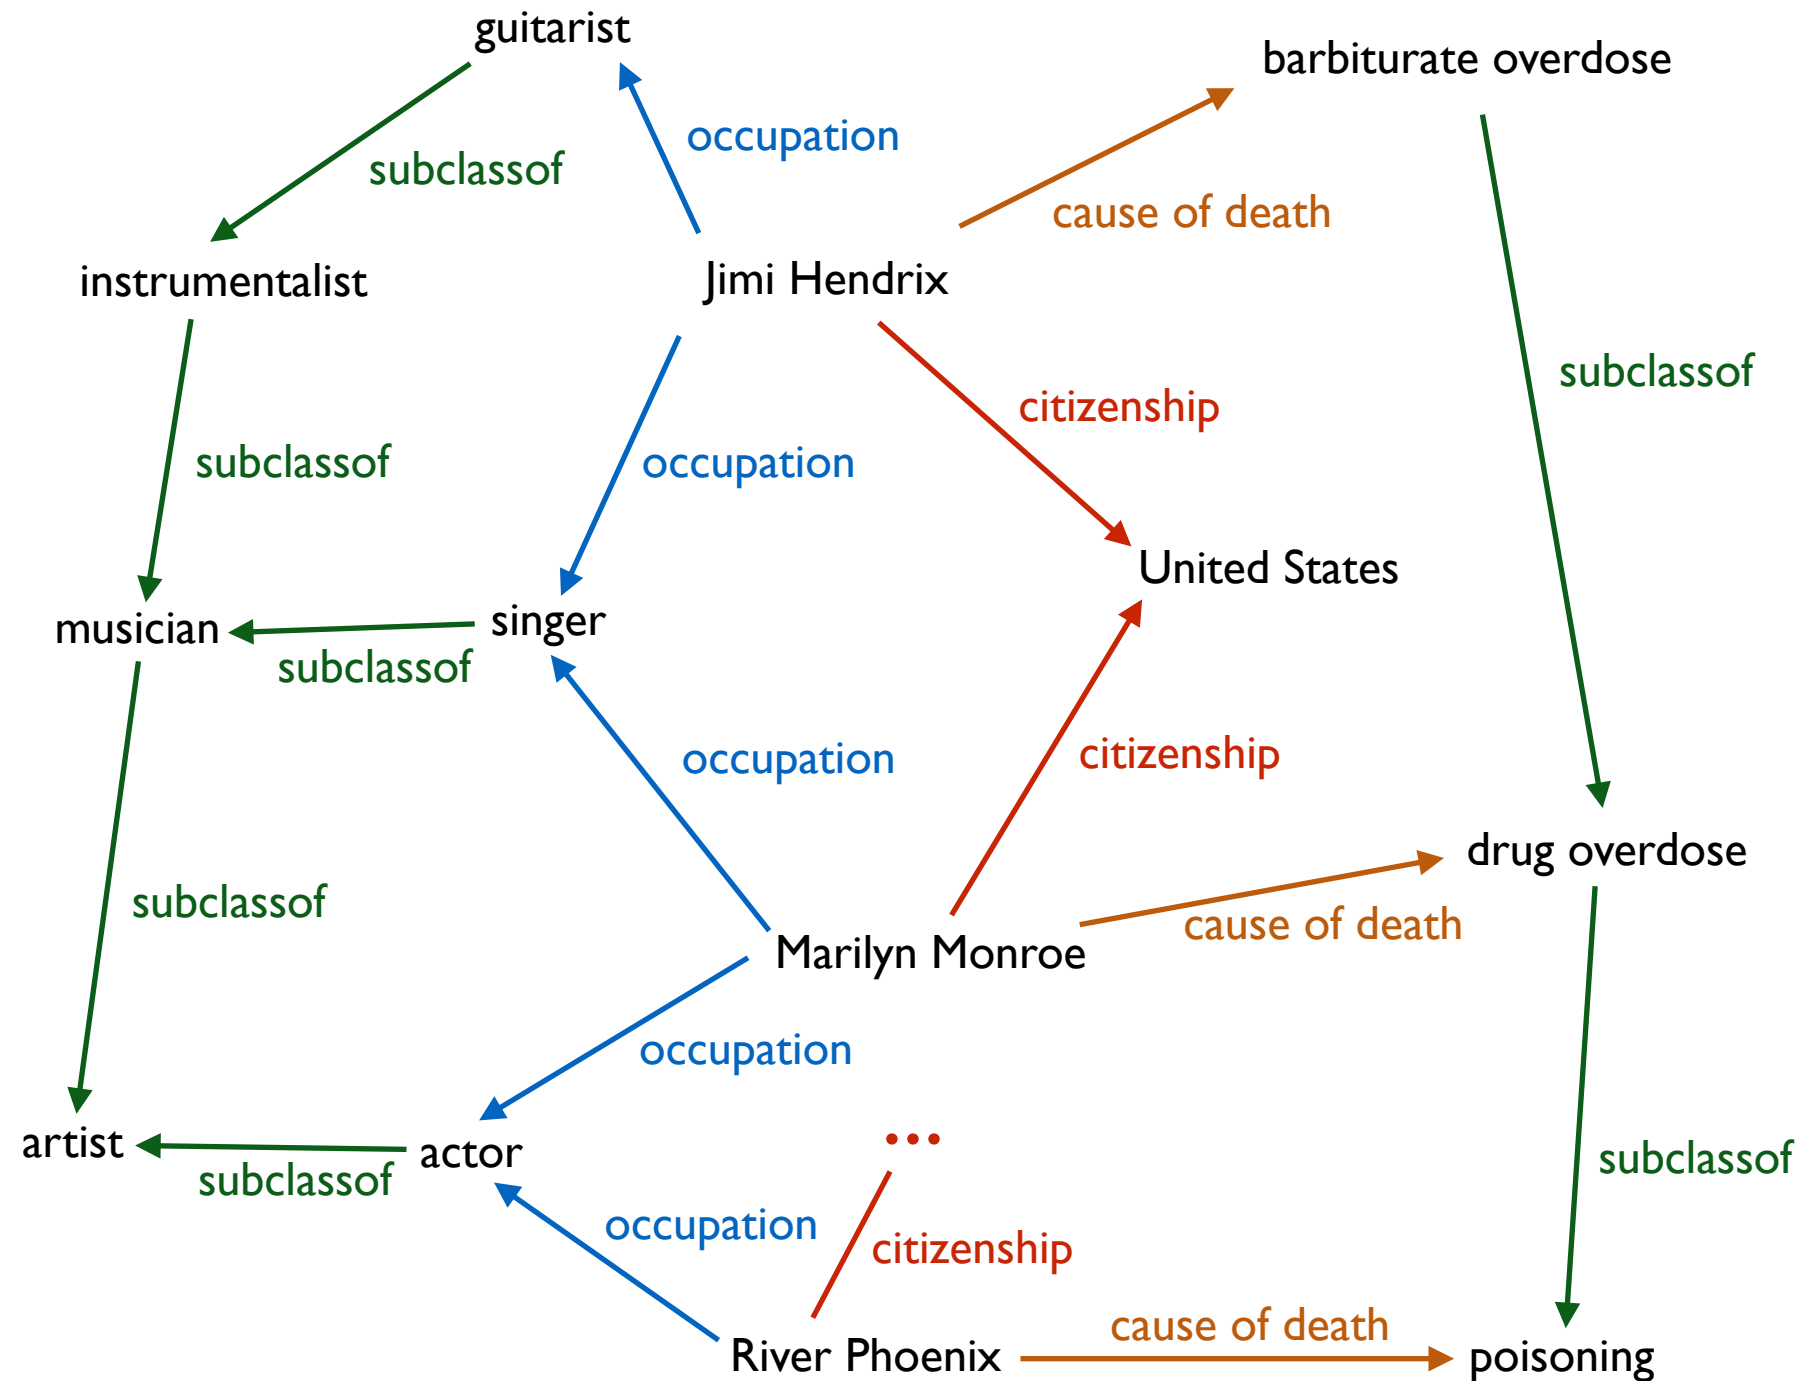 guitarist
barbiturate overdose
occupation
subclassof
cause of death
instrumentalist
Jimi Hendrix
subclassof
citizenship
subclassof
occupation
United States
musician
singer
subclassof
occupation
citizenship
drug overdose
subclassof
cause of death
Marilyn Monroe
occupation
artist
actor
...
subclassof
subclassof
occupation
citizenship
cause of death
River Phoenix
poisoning